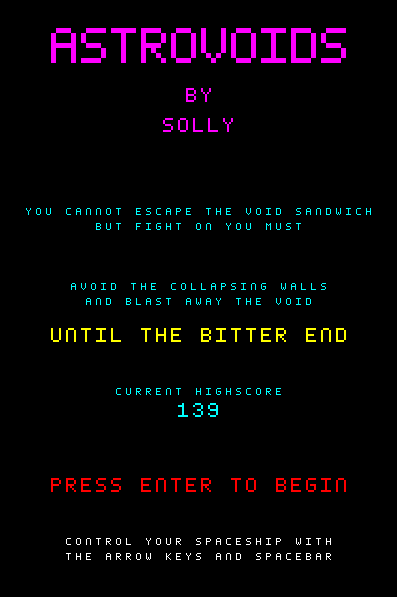 ASTROVOIDS
BY
SOLLY
YOU CANNOT ESCAPE THE VOID SANDWICH
BUT FIGHT ON YOU MUST
AVOID THE COLLAPSING WALLS
AND BLAST AWAY THE VOID
UNTIL THE BITTER END
CURRENT HIGHSCORE
139
PRESS ENTER TO BEGIN
CONTROL YOUR SPACESHIP WITH
THE ARROW KEYS AND SPACEBAR